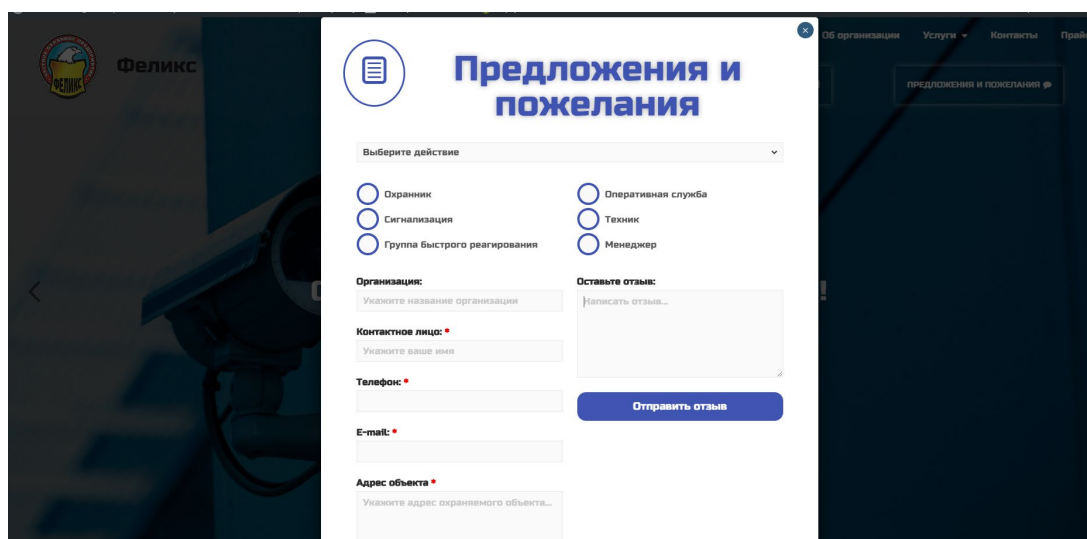 Феликс
ФЕЛИКС
Об организации
Услуги
Контакты
ПРЕДЛОЖЕНИЯ И ПОЖЕЛАНИЯ
Предложения и
пожелания
Выберите действие
Охранник
Оперативная служба
Сигнализация
Техник
Группа быстрого реагирования
Менеджер
Организация:
Укажите название организации
Контактное лицо: *
Укажите ваше имя
Телефон: *
E-mail: *
Адрес объекта *
Укажите адрес охраняемого объекта...
Оставьте отзыв:
Написать отзыв...
Отправить отзыв